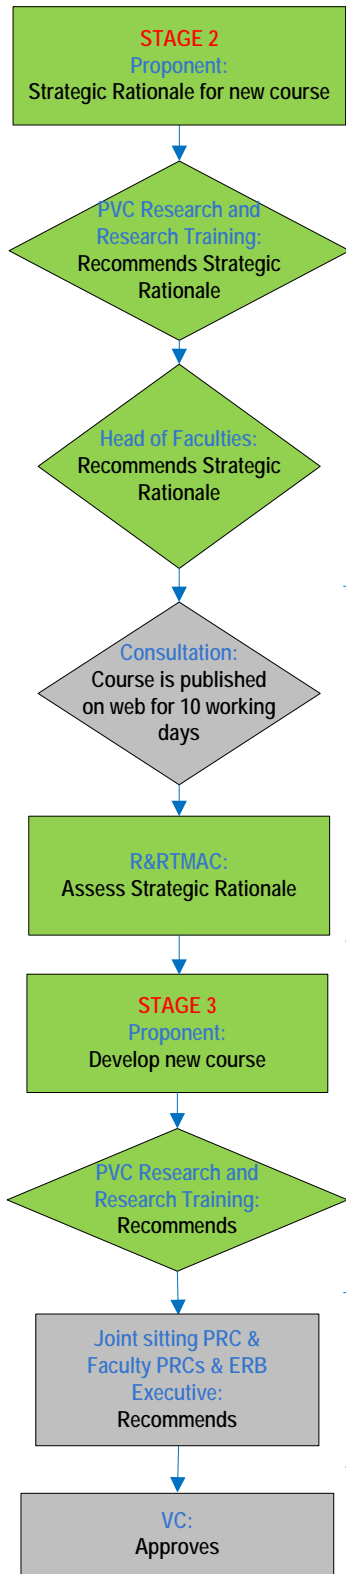 STAGE 2
Proponent:
Strategic Rationale for new course
PVC Research and
Research Training:
Recommends Strategic
Rationale
Head of Faculties:
Recommends Strategic
Rationale
Consultation:
Course is published
on web for 10 working
days
R&RTMAC:
Assess Strategic Rationale
STAGE 3
Proponent:
Develop new course
PVC Research and
Research Training:
Recommends
Joint sitting PRC &
Faculty PRCs & ERB
Executive:
Recommends
VC:
Approves